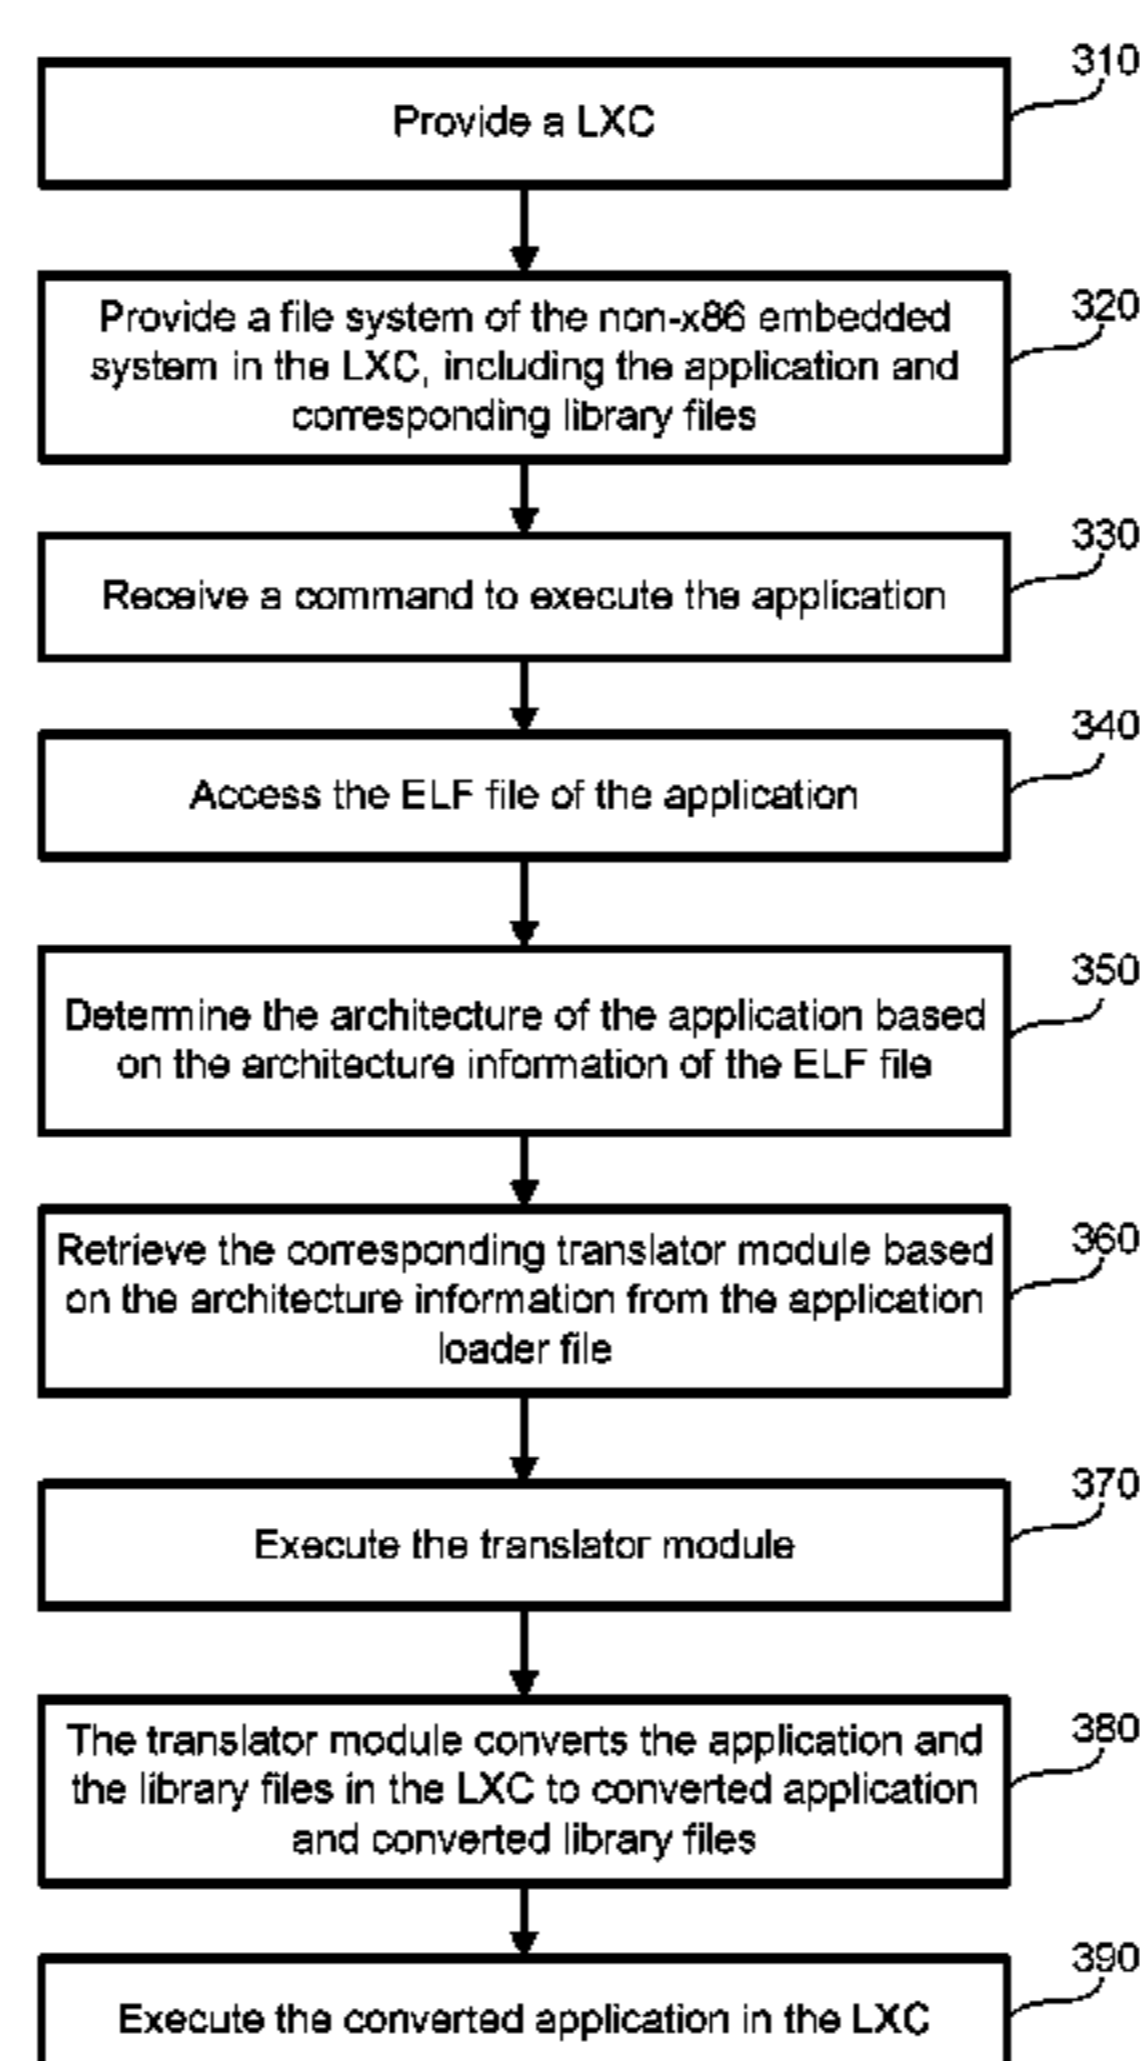 310
Provide a LXC
320
Provide a file system of the non-x86 embedded
system in the LXC, including the application and
corresponding library files
330
Receive a command to execute the application
340
Access the ELF file of the application
350
Determine the architecture of the application based
on the architecture information of the ELF file
360
Retrieve the corresponding translator module based
on the architecture information from the application
loader file
370
Execute the translator module
380
The translator module converts the application and
the library files in the LXC to converted application
and converted library files
390
Execute the converted application in the LXC